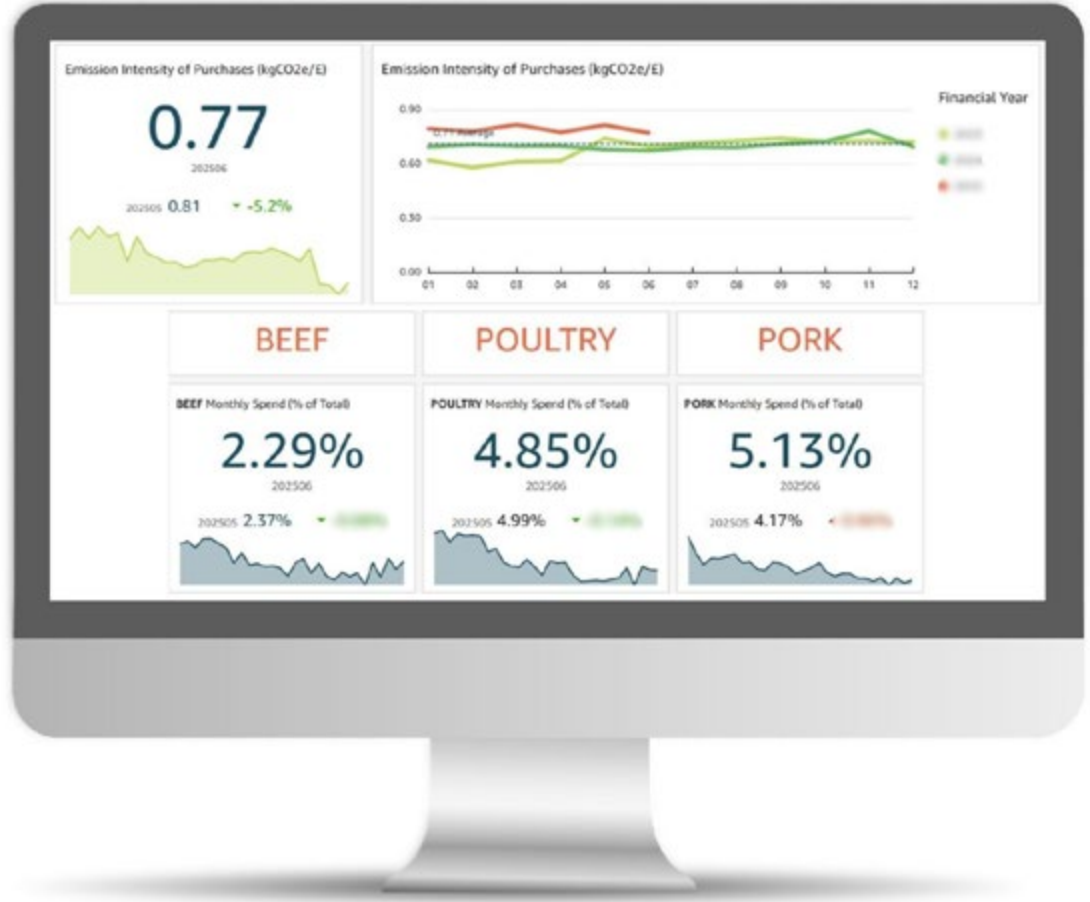 Emission Intensity of Purchases (kgCO2e/£)
0.77
202506
202505 0.81 -5.2%
Emission Intensity of Purchases (kgCO2e/£)
Financial Year
0.90
0.71 Average
0.60
0.30
0.00
01 02 03 04 05 06 07 08 09 10 11 12
BEEF
POULTRY
PORK
BEEF Monthly Spend (% of Total)
2.29%
202506
202505 2.37%
POULTRY Monthly Spend (% of Total)
4.85%
202506
202505 4.99%
PORK Monthly Spend (% of Total)
5.13%
202506
202505 4.17%